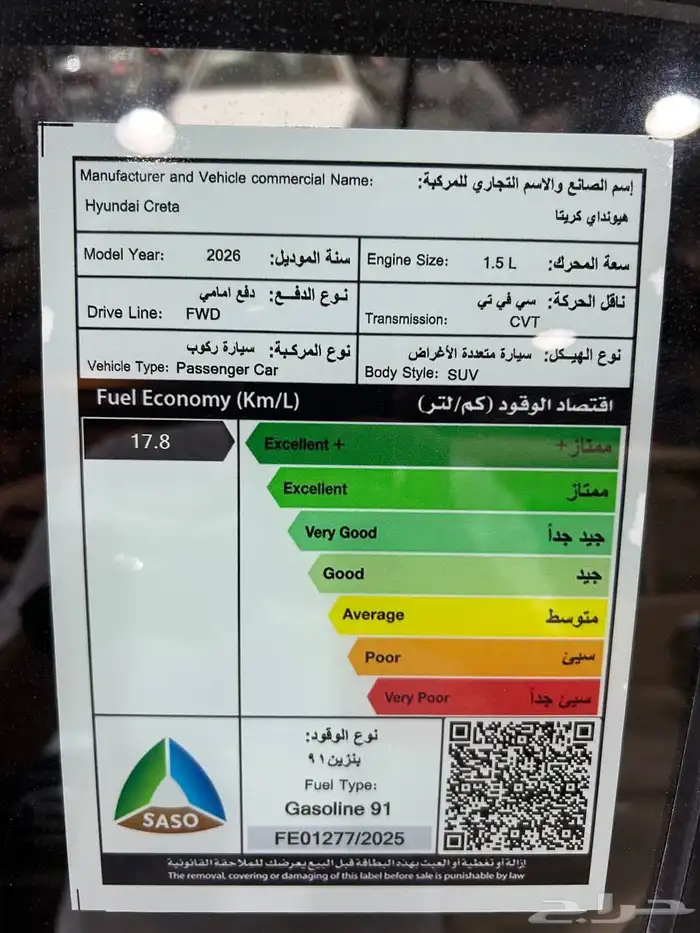 Manufacturer and Vehicle commercial Name: إسم الصانع والاسم التجاري للمركبة:
Hyundai Creta هيونداي كريتا
Model Year: 2026 سنة الموديل:
Engine Size: 1.5 L سعة المحرك:
نوع الدفع: دفع امامي
Drive Line: FWD
ناقل الحركة: سي في تي
Transmission: CVT
نوع المركبة: سيارة ركوب
Vehicle Type: Passenger Car
نوع الهيكل: سيارة متعددة الأغراض
Body Style: SUV
Fuel Economy (Km/L) اقتصاد الوقود (كم/لتر)
17.8
Excellent + ممتاز+
Excellent ممتاز
Very Good جيد جداً
Good جيد
Average متوسط
Poor سيئ
Very Poor سيئ جداً
SASO
نوع الوقود:
بنزين ٩١
Fuel Type:
Gasoline 91
FE01277/2025
ازالة أو تغطية أو العبث بهذه البطاقة قبل البيع يعرضك للملاحقة القانونية
The removal, covering or damaging of this label before sale is punishable by law
حراج